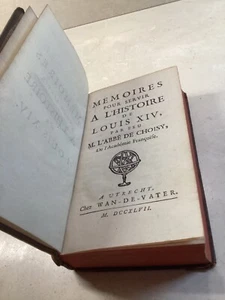 MEMOIRES
POUR SERVIR
A L'HISTOIRE
DE
LOUIS XIV.
PAR FEU
M. L'ABBÉ DE CHOISY,
De l'Académie Françoise.
A UTRECHT,
Chez WAN-DE-VATER.
M. DCCXLVII.